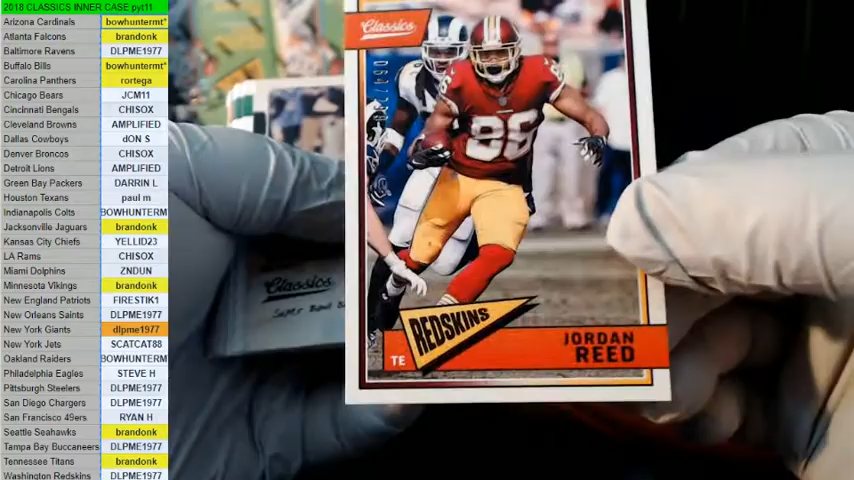 2018 CLASSICS INNER CASE pyt11
Arizona Cardinals bowhuntermt*
Atlanta Falcons brandonk
Baltimore Ravens DLPME1977
Buffalo Bills bowhuntermt*
Carolina Panthers rortega
Chicago Bears JCM11
Cincinnati Bengals CHISOX
Cleveland Browns AMPLIFIED
Dallas Cowboys dON S
Denver Broncos CHISOX
Detroit Lions AMPLIFIED
Green Bay Packers DARRIN L
Houston Texans paul m
Indianapolis Colts BOWHUNTERM
Jacksonville Jaguars brandonk
Kansas City Chiefs YELLID23
LA Rams CHISOX
Miami Dolphins ZNDUN
Minnesota Vikings brandonk
New England Patriots FIRESTIK1
New Orleans Saints DLPME1977
New York Giants dlpme1977
New York Jets SCATCAT88
Oakland Raiders BOWHUNTERM
Philadelphia Eagles STEVE H
Pittsburgh Steelers DLPME1977
San Diego Chargers DLPME1977
San Francisco 49ers RYAN H
Seattle Seahawks brandonk
Tampa Bay Buccaneers DLPME1977
Tennessee Titans brandonk
Washington Redskins DLPME1977
Classics
86
REDSKINS
TE
JORDAN
REED
Classics
Super Bowl